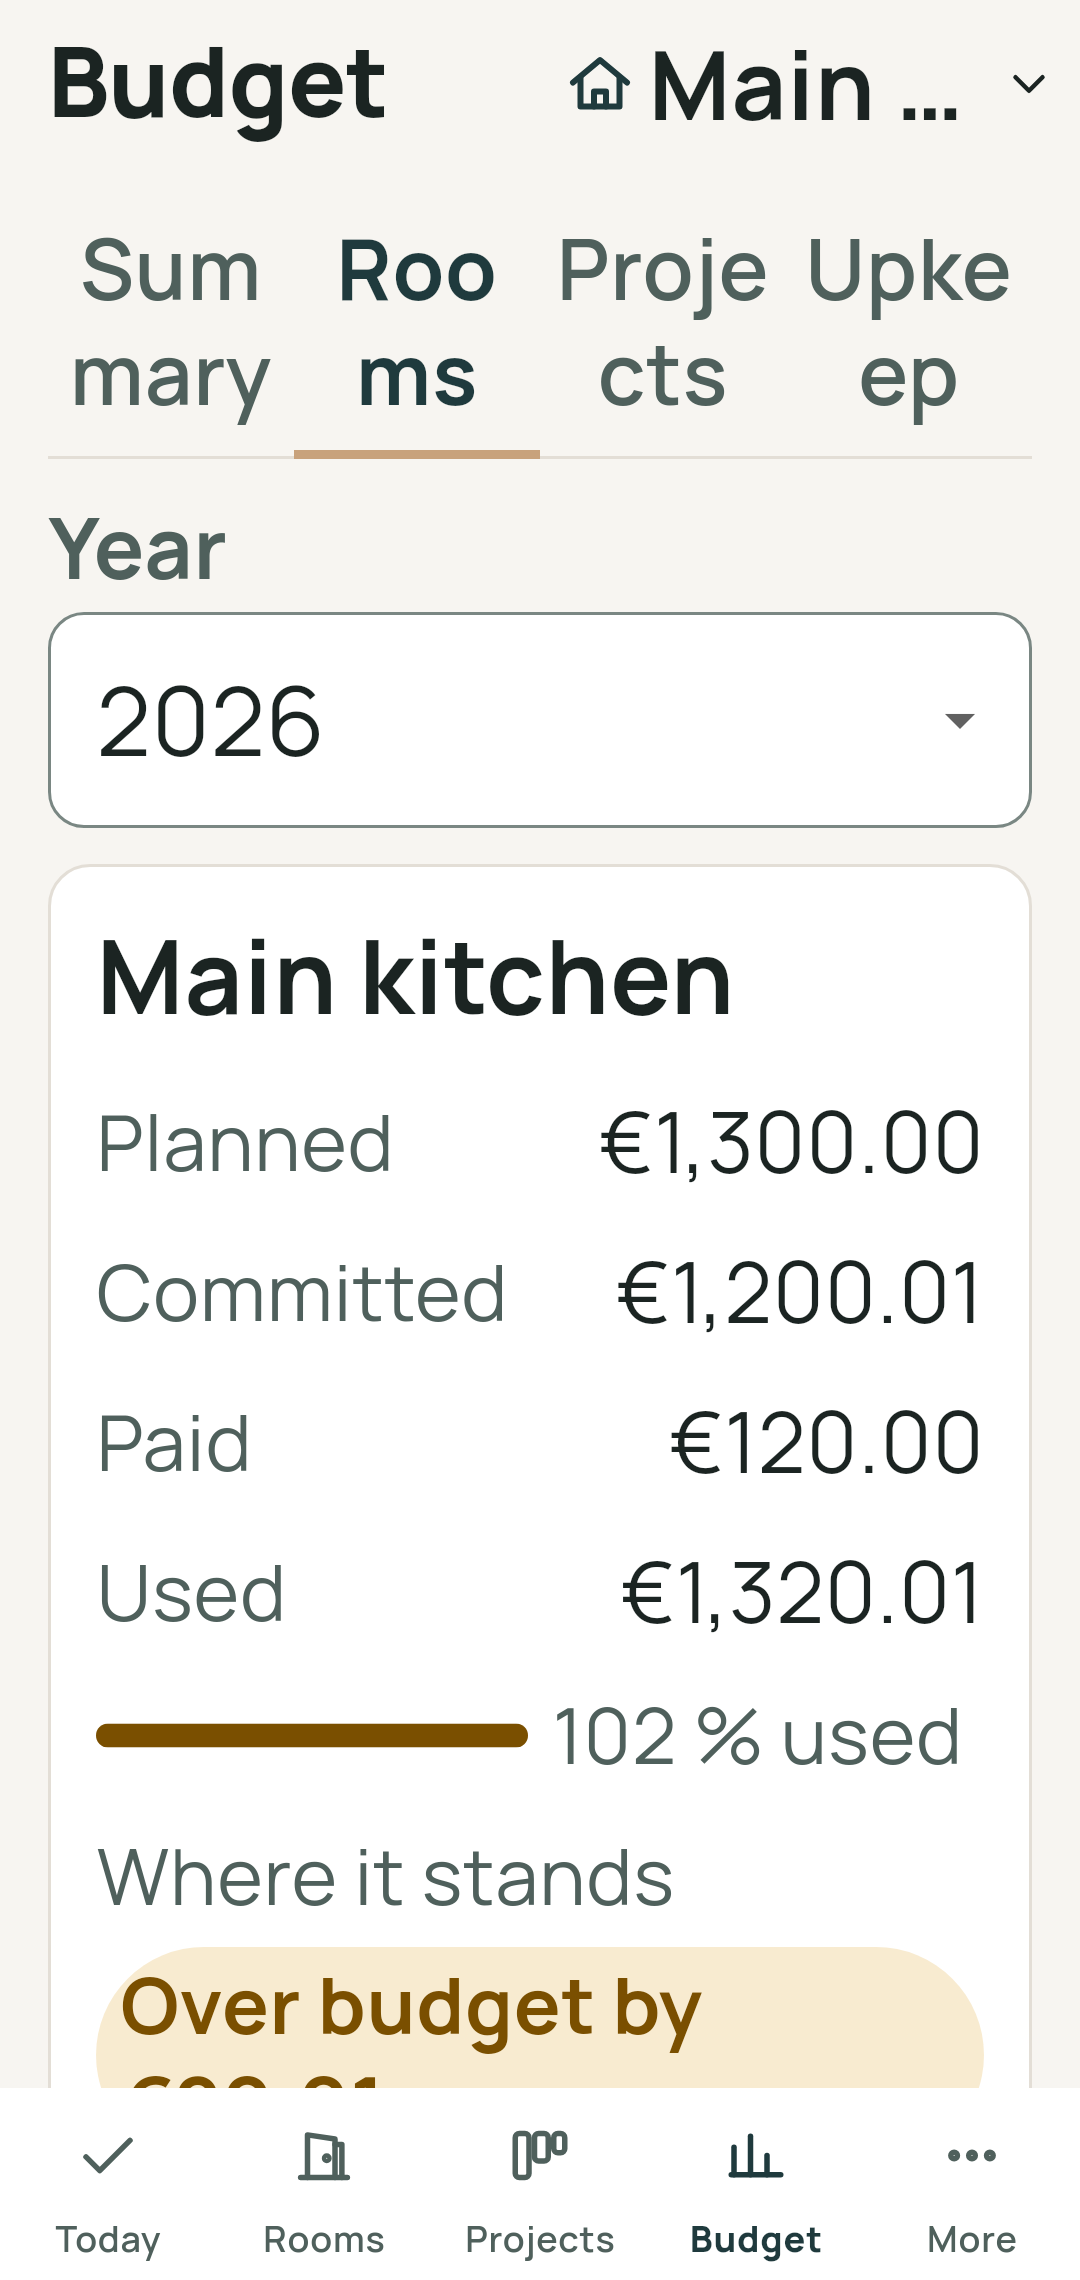 Budget
Main ...
Sum
mary
Roo
ms
Proje
cts
Upke
ep
Year
2026
Main kitchen
Planned €1,300.00
Committed €1,200.01
Paid €120.00
Used €1,320.01
102 % used
Where it stands
Over budget by
Today Rooms Projects Budget More